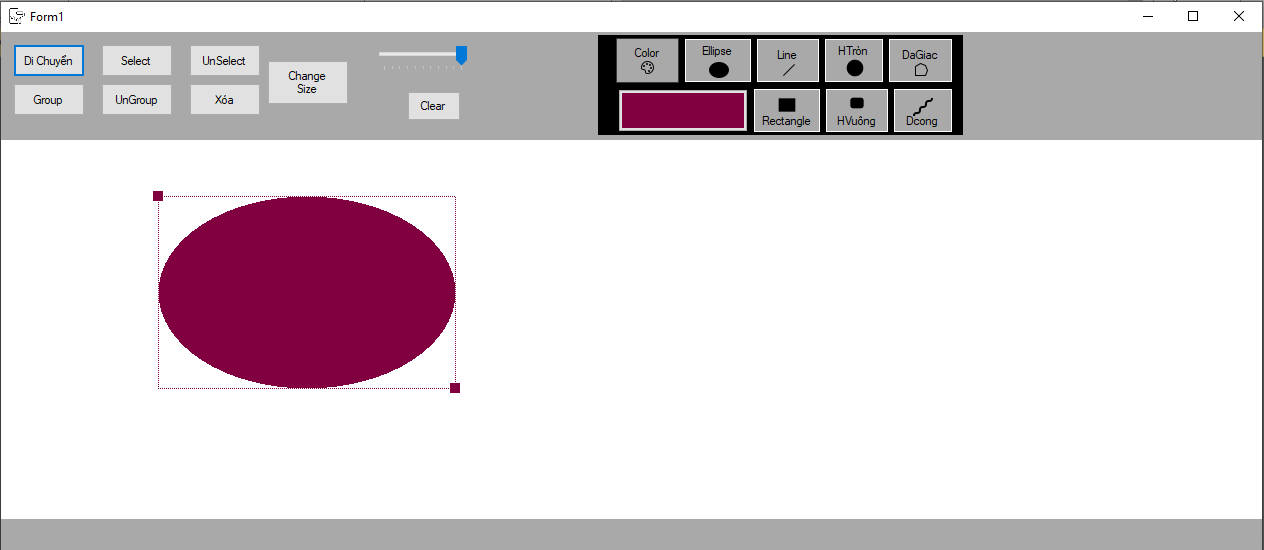 Form1
Di Chuyển
Select
UnSelect
Group
UnGroup
Xóa
Change
Size
Clear
Color
Ellipse
Line
HTròn
DaGiac
Rectangle
HVuông
Dcong